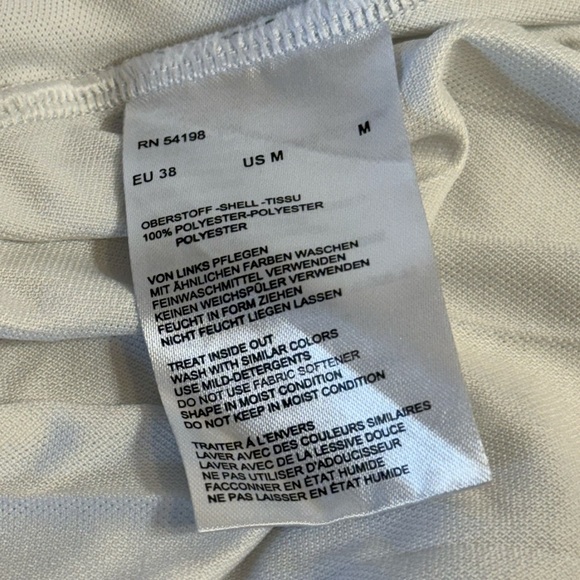 RN 54198
EU 38 US M M
OBERSTOFF -SHELL -TISSU
100% POLYESTER-POLYESTER
POLYESTER
VON LINKS PFLEGEN
MIT ÄHNLICHEN FARBEN WASCHEN
FEINWASCHMITTEL VERWENDEN
KEINEN WEICHSPÜLER VERWENDEN
FEUCHT IN FORM ZIEHEN
NICHT FEUCHT LIEGEN LASSEN
TREAT INSIDE OUT
WASH WITH SIMILAR COLORS
USE MILD-DETERGENTS
DO NOT USE FABRIC SOFTENER
SHAPE IN MOIST CONDITION
DO NOT KEEP IN MOIST CONDITION
TRAITER À L'ENVERS
LAVER AVEC DES COULEURS SIMILAIRES
LAVER AVEC DE LA LESSIVE DOUCE
NE PAS UTILISER D'ADOUCISSEUR
FACCONNER EN ÉTAT HUMIDE
NE PAS LAISSER EN ÉTAT HUMIDE